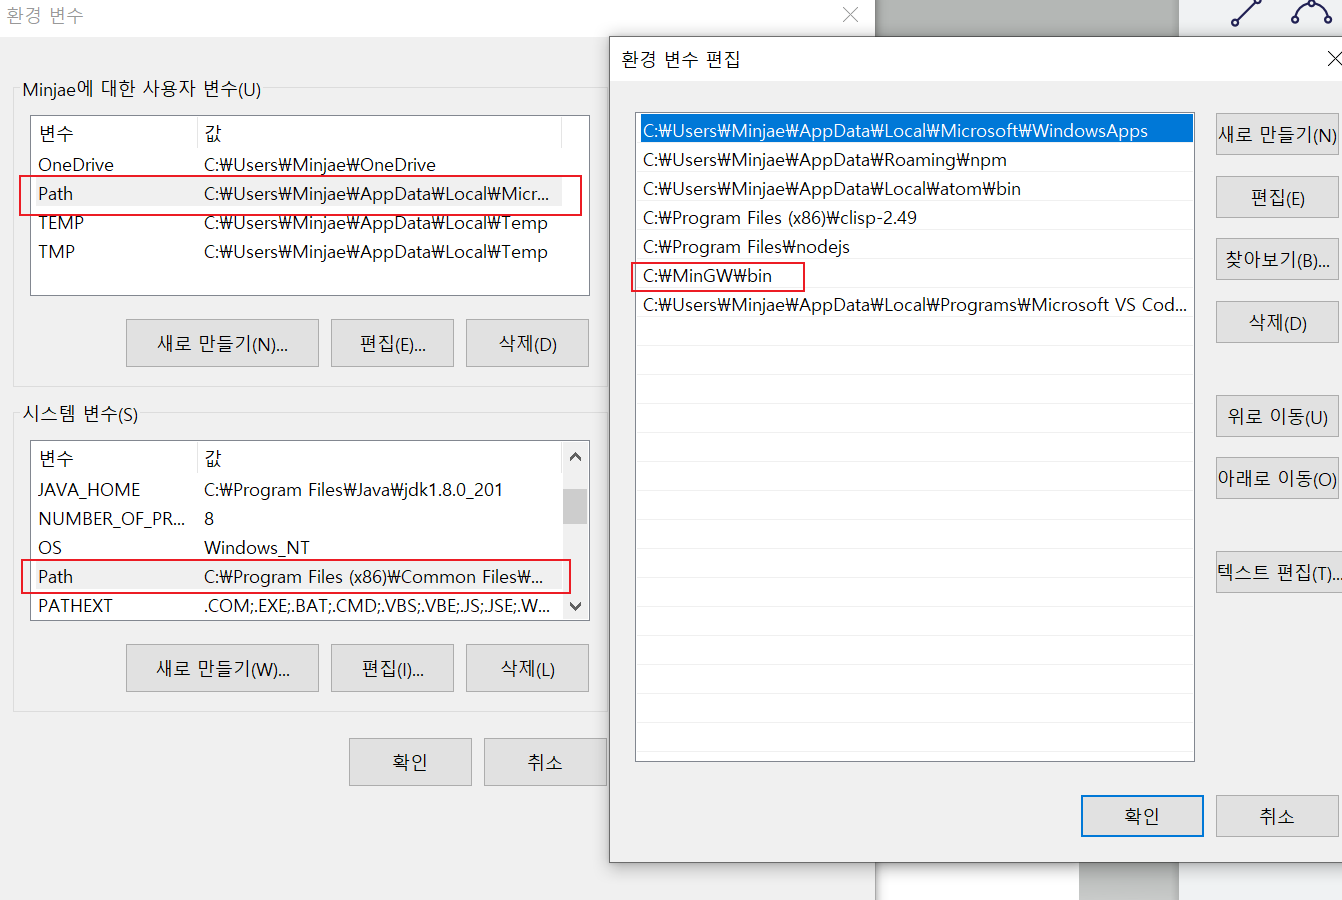 환경 변수
Minjae에 대한 사용자 변수(U)
변수 값
OneDrive C:₩Users₩Minjae₩OneDrive
Path C:₩Users₩Minjae₩AppData₩Local₩Micr...
TEMP C:₩Users₩Minjae₩AppData₩Local₩Temp
TMP C:₩Users₩Minjae₩AppData₩Local₩Temp
새로 만들기(N)... 편집(E)... 삭제(D)
시스템 변수(S)
변수 값
JAVA_HOME C:₩Program Files₩Java₩jdk1.8.0_201
NUMBER_OF_PR... 8
OS Windows_NT
Path C:₩Program Files (x86)₩Common Files₩...
PATHEXT .COM;.EXE;.BAT;.CMD;.VBS;.VBE;.JS;.JSE;.W...
새로 만들기(W)... 편집(I)... 삭제(L)
확인 취소
환경 변수 편집
C:₩Users₩Minjae₩AppData₩Local₩Microsoft₩WindowsApps
C:₩Users₩Minjae₩AppData₩Roaming₩npm
C:₩Users₩Minjae₩AppData₩Local₩atom₩bin
C:₩Program Files (x86)₩clisp-2.49
C:₩Program Files₩nodejs
C:₩MinGW₩bin
C:₩Users₩Minjae₩AppData₩Local₩Programs₩Microsoft VS Cod...
새로 만들기(N)
편집(E)
찾아보기(B)...
삭제(D)
위로 이동(U)
아래로 이동(O)
텍스트 편집(T)...
확인 취소